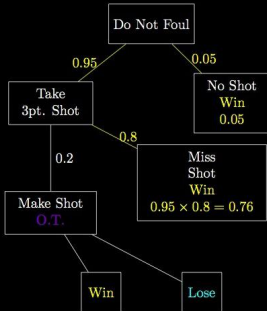 Do Not Foul
0.95
0.05
Take
3pt. Shot
No Shot
Win
0.05
0.2
0.8
Miss
Shot
Win
0.95 × 0.8 = 0.76
Make Shot
O.T.
Win
Lose